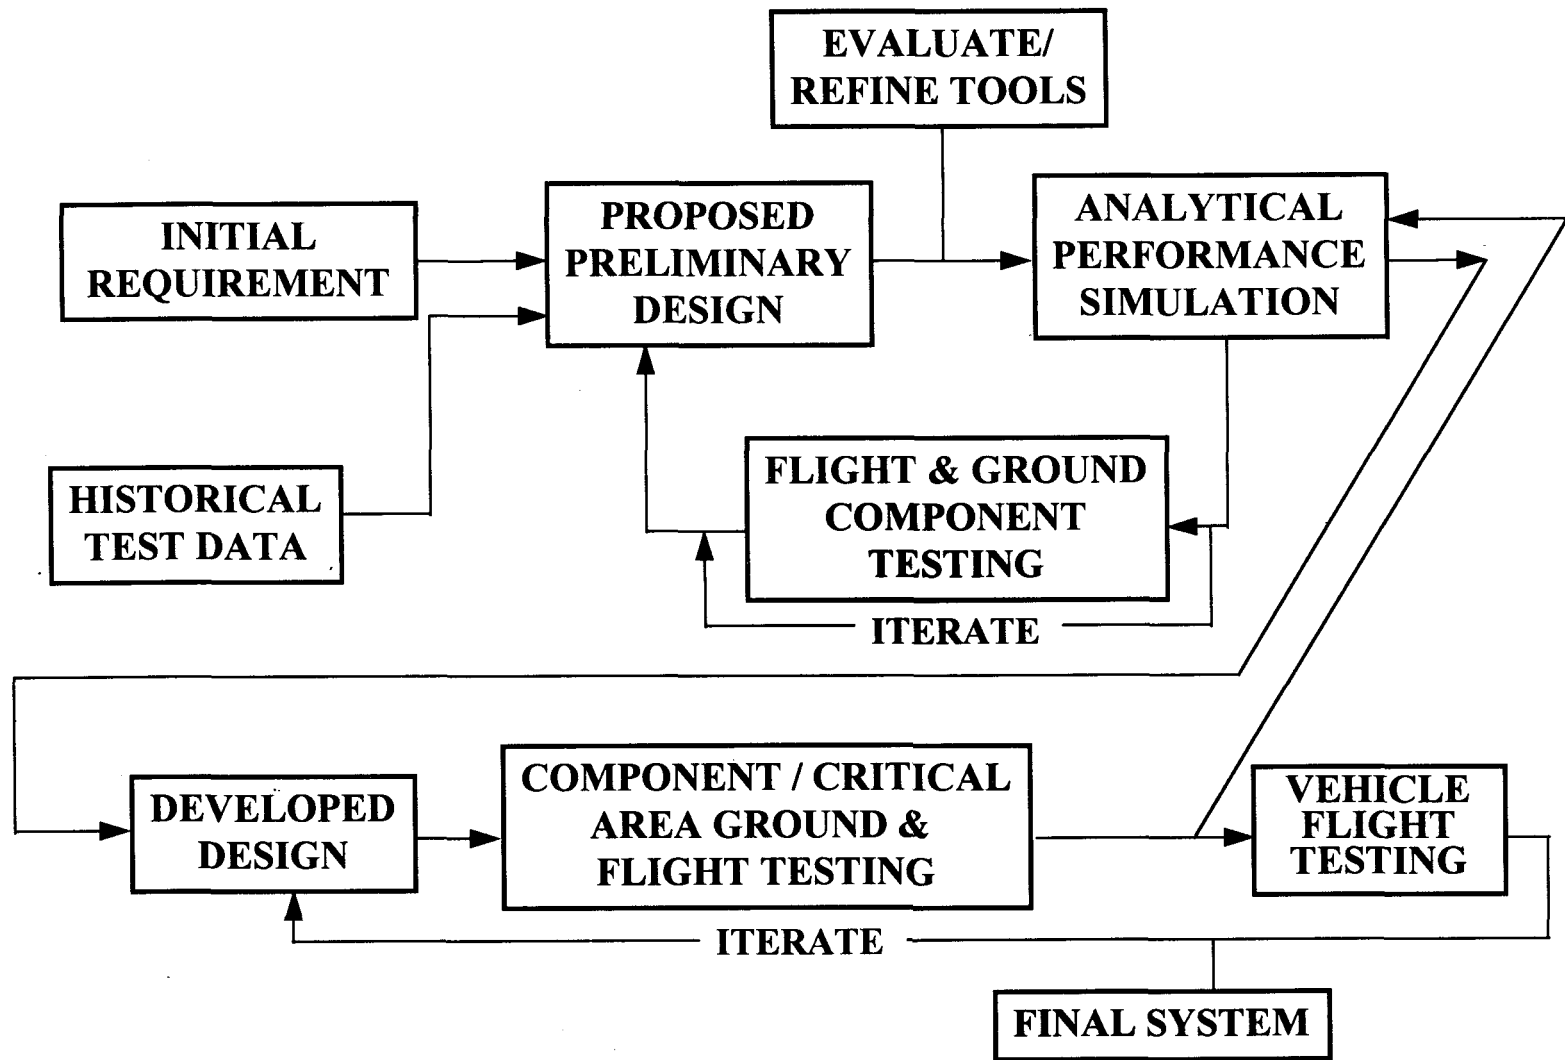 EVALUATE/
REFINE TOOLS
INITIAL
REQUIREMENT
PROPOSED
PRELIMINARY
DESIGN
ANALYTICAL
PERFORMANCE
SIMULATION
HISTORICAL
TEST DATA
FLIGHT & GROUND
COMPONENT
TESTING
ITERATE
DEVELOPED
DESIGN
COMPONENT / CRITICAL
AREA GROUND &
FLIGHT TESTING
VEHICLE
FLIGHT
TESTING
ITERATE
FINAL SYSTEM